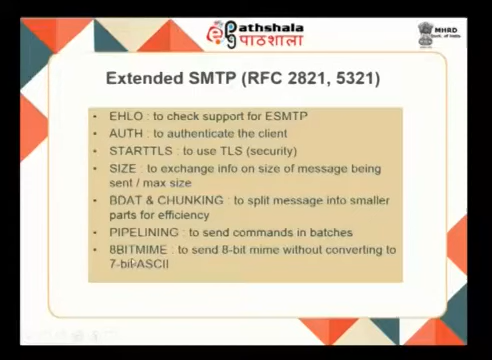 ePathshala
पाठशाला
MHRD
Govt. of India
Extended SMTP (RFC 2821, 5321)
EHLO : to check support for ESMTP
AUTH : to authenticate the client
STARTTLS : to use TLS (security)
SIZE : to exchange info on size of message being
sent / max size
BDAT & CHUNKING : to split message into smaller
parts for efficiency
PIPELINING : to send commands in batches
8BITMIME : to send 8-bit mime without converting to
7-bit ASCII